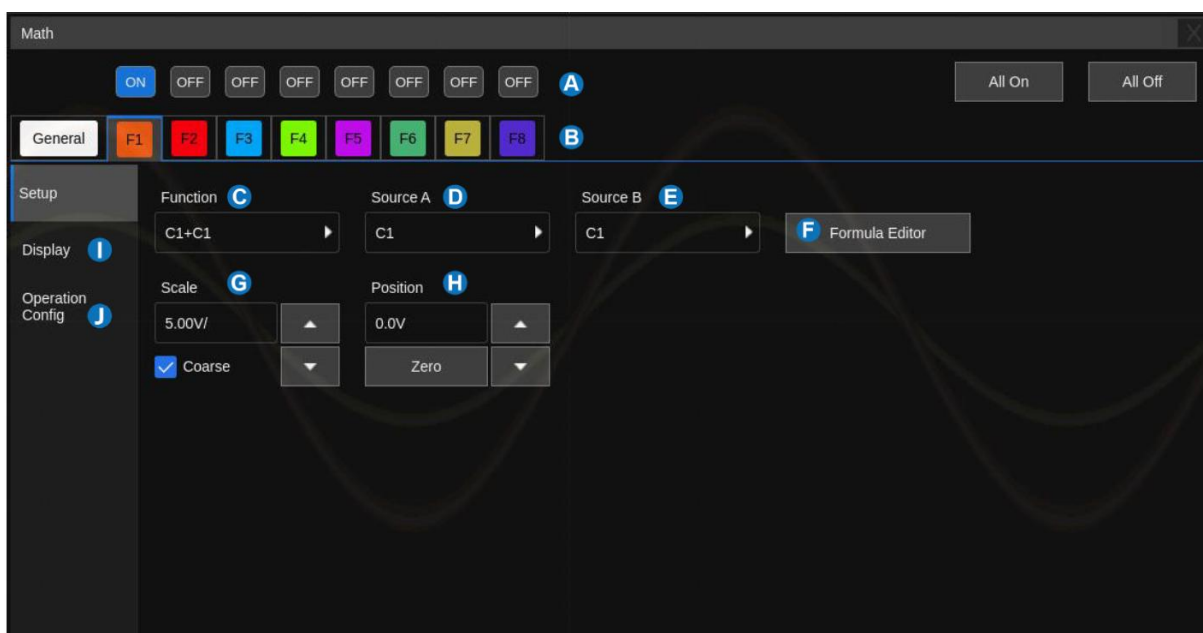 Math
X
ON OFF OFF OFF OFF OFF OFF OFF A All On All Off
General F1 F2 F3 F4 F5 F6 F7 F8 B
Setup
Function C Source A D Source B E
C1+C1 C1 C1 F Formula Editor
Display I
Scale G Position H
Operation
Config J
5.00V/ 0.0V
Coarse Zero